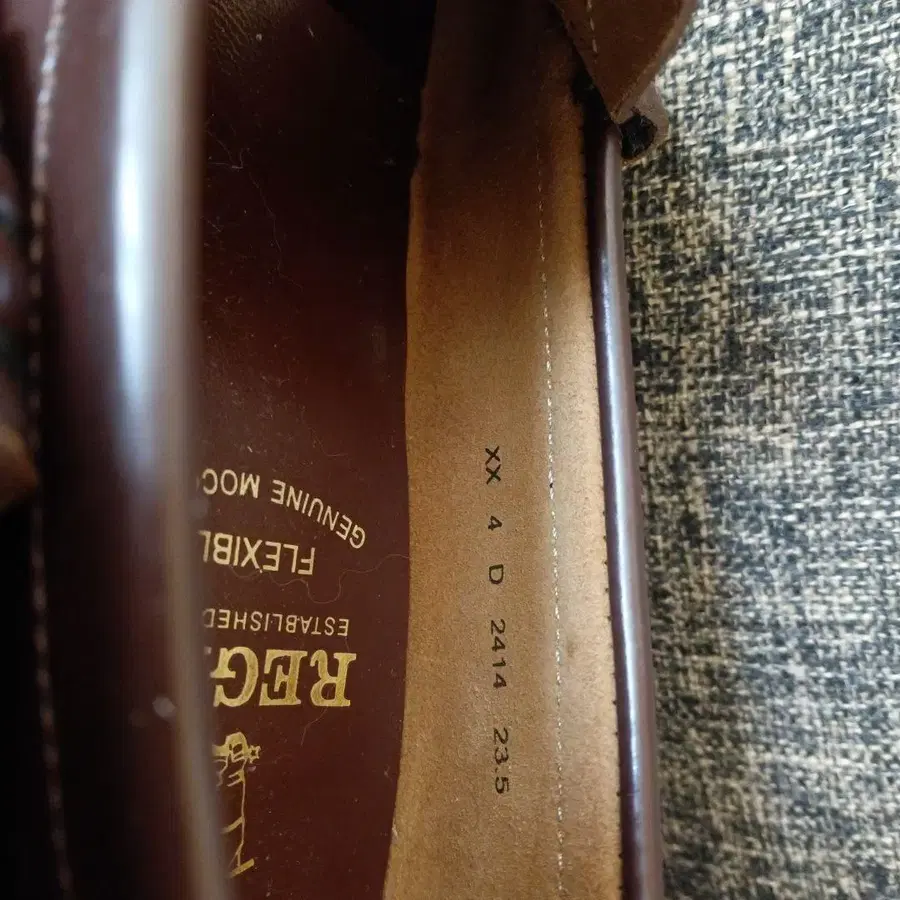 XX 4 D 2414 23.5
REG
ESTABLISHED
FLEXIBL
GENUINE MOC